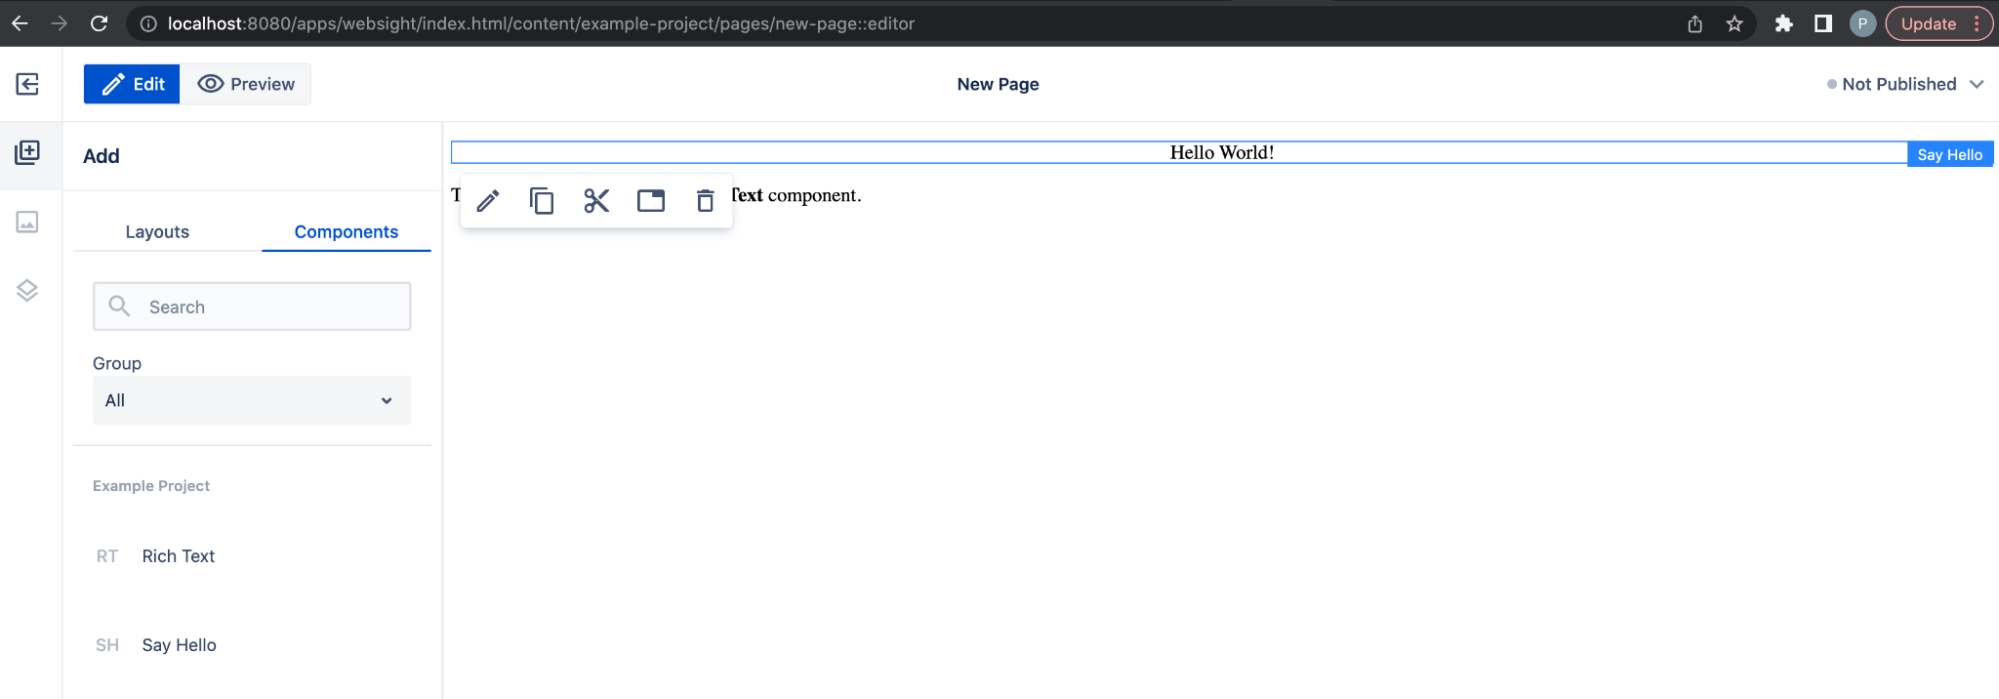 localhost:8080/apps/websight/index.html/content/example-project/pages/new-page::editor
P
Update
Edit
Preview
New Page
Not Published
Add
Hello World!
Say Hello
Text component.
Layouts
Components
Search
Group
All
Example Project
RT Rich Text
SH Say Hello